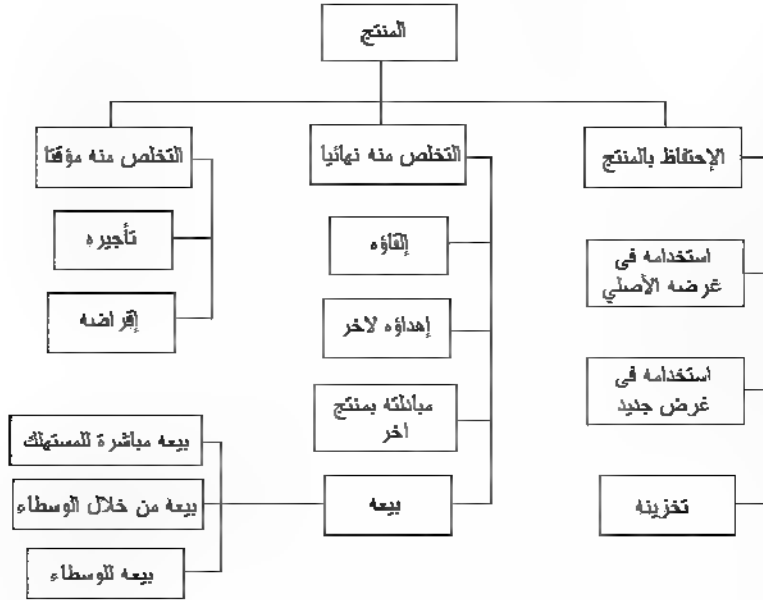 المنتج
الإحتفاظ بالمنتج
التخلص منه نهائيا
التخلص منه مؤقتا
استخدامه فى
غرضه الأصلي
استخدامه فى
غرض جديد
تخزينه
إلقاؤه
إهداؤه لاخر
مبادلته بمنتج
اخر
بيعه
تأجيره
إقراضه
بيعه مباشرة للمستهلك
بيعه من خلال الوسطاء
بيعه للوسطاء